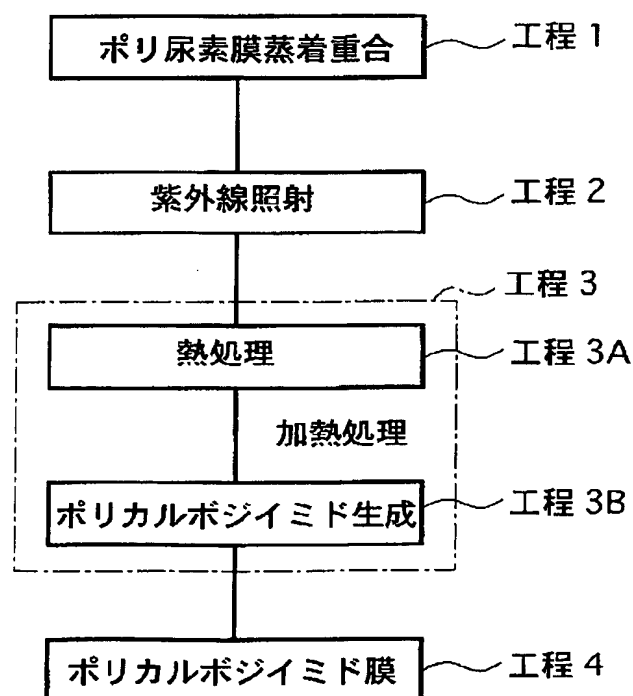 ポリ尿素膜蒸着重合
工程 1
紫外線照射
工程 2
工程 3
熱処理
工程 3A
加熱処理
ポリカルボジイミド生成
工程 3B
ポリカルボジイミド膜
工程 4